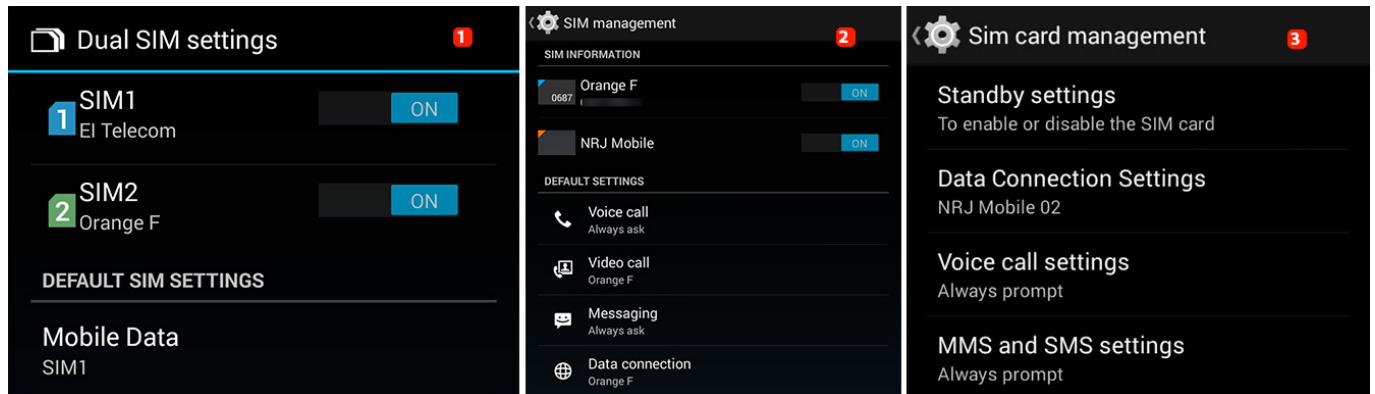 Dual SIM settings
1
1
SIM1
EI Telecom
ON
2
SIM2
Orange F
ON
DEFAULT SIM SETTINGS
Mobile Data
SIM1
SIM management
2
SIM INFORMATION
0687
Orange F
ON
NRJ Mobile
ON
DEFAULT SETTINGS
Voice call
Always ask
Video call
Orange F
Messaging
Always ask
Data connection
Orange F
Sim card management
3
Standby settings
To enable or disable the SIM card
Data Connection Settings
NRJ Mobile 02
Voice call settings
Always prompt
MMS and SMS settings
Always prompt